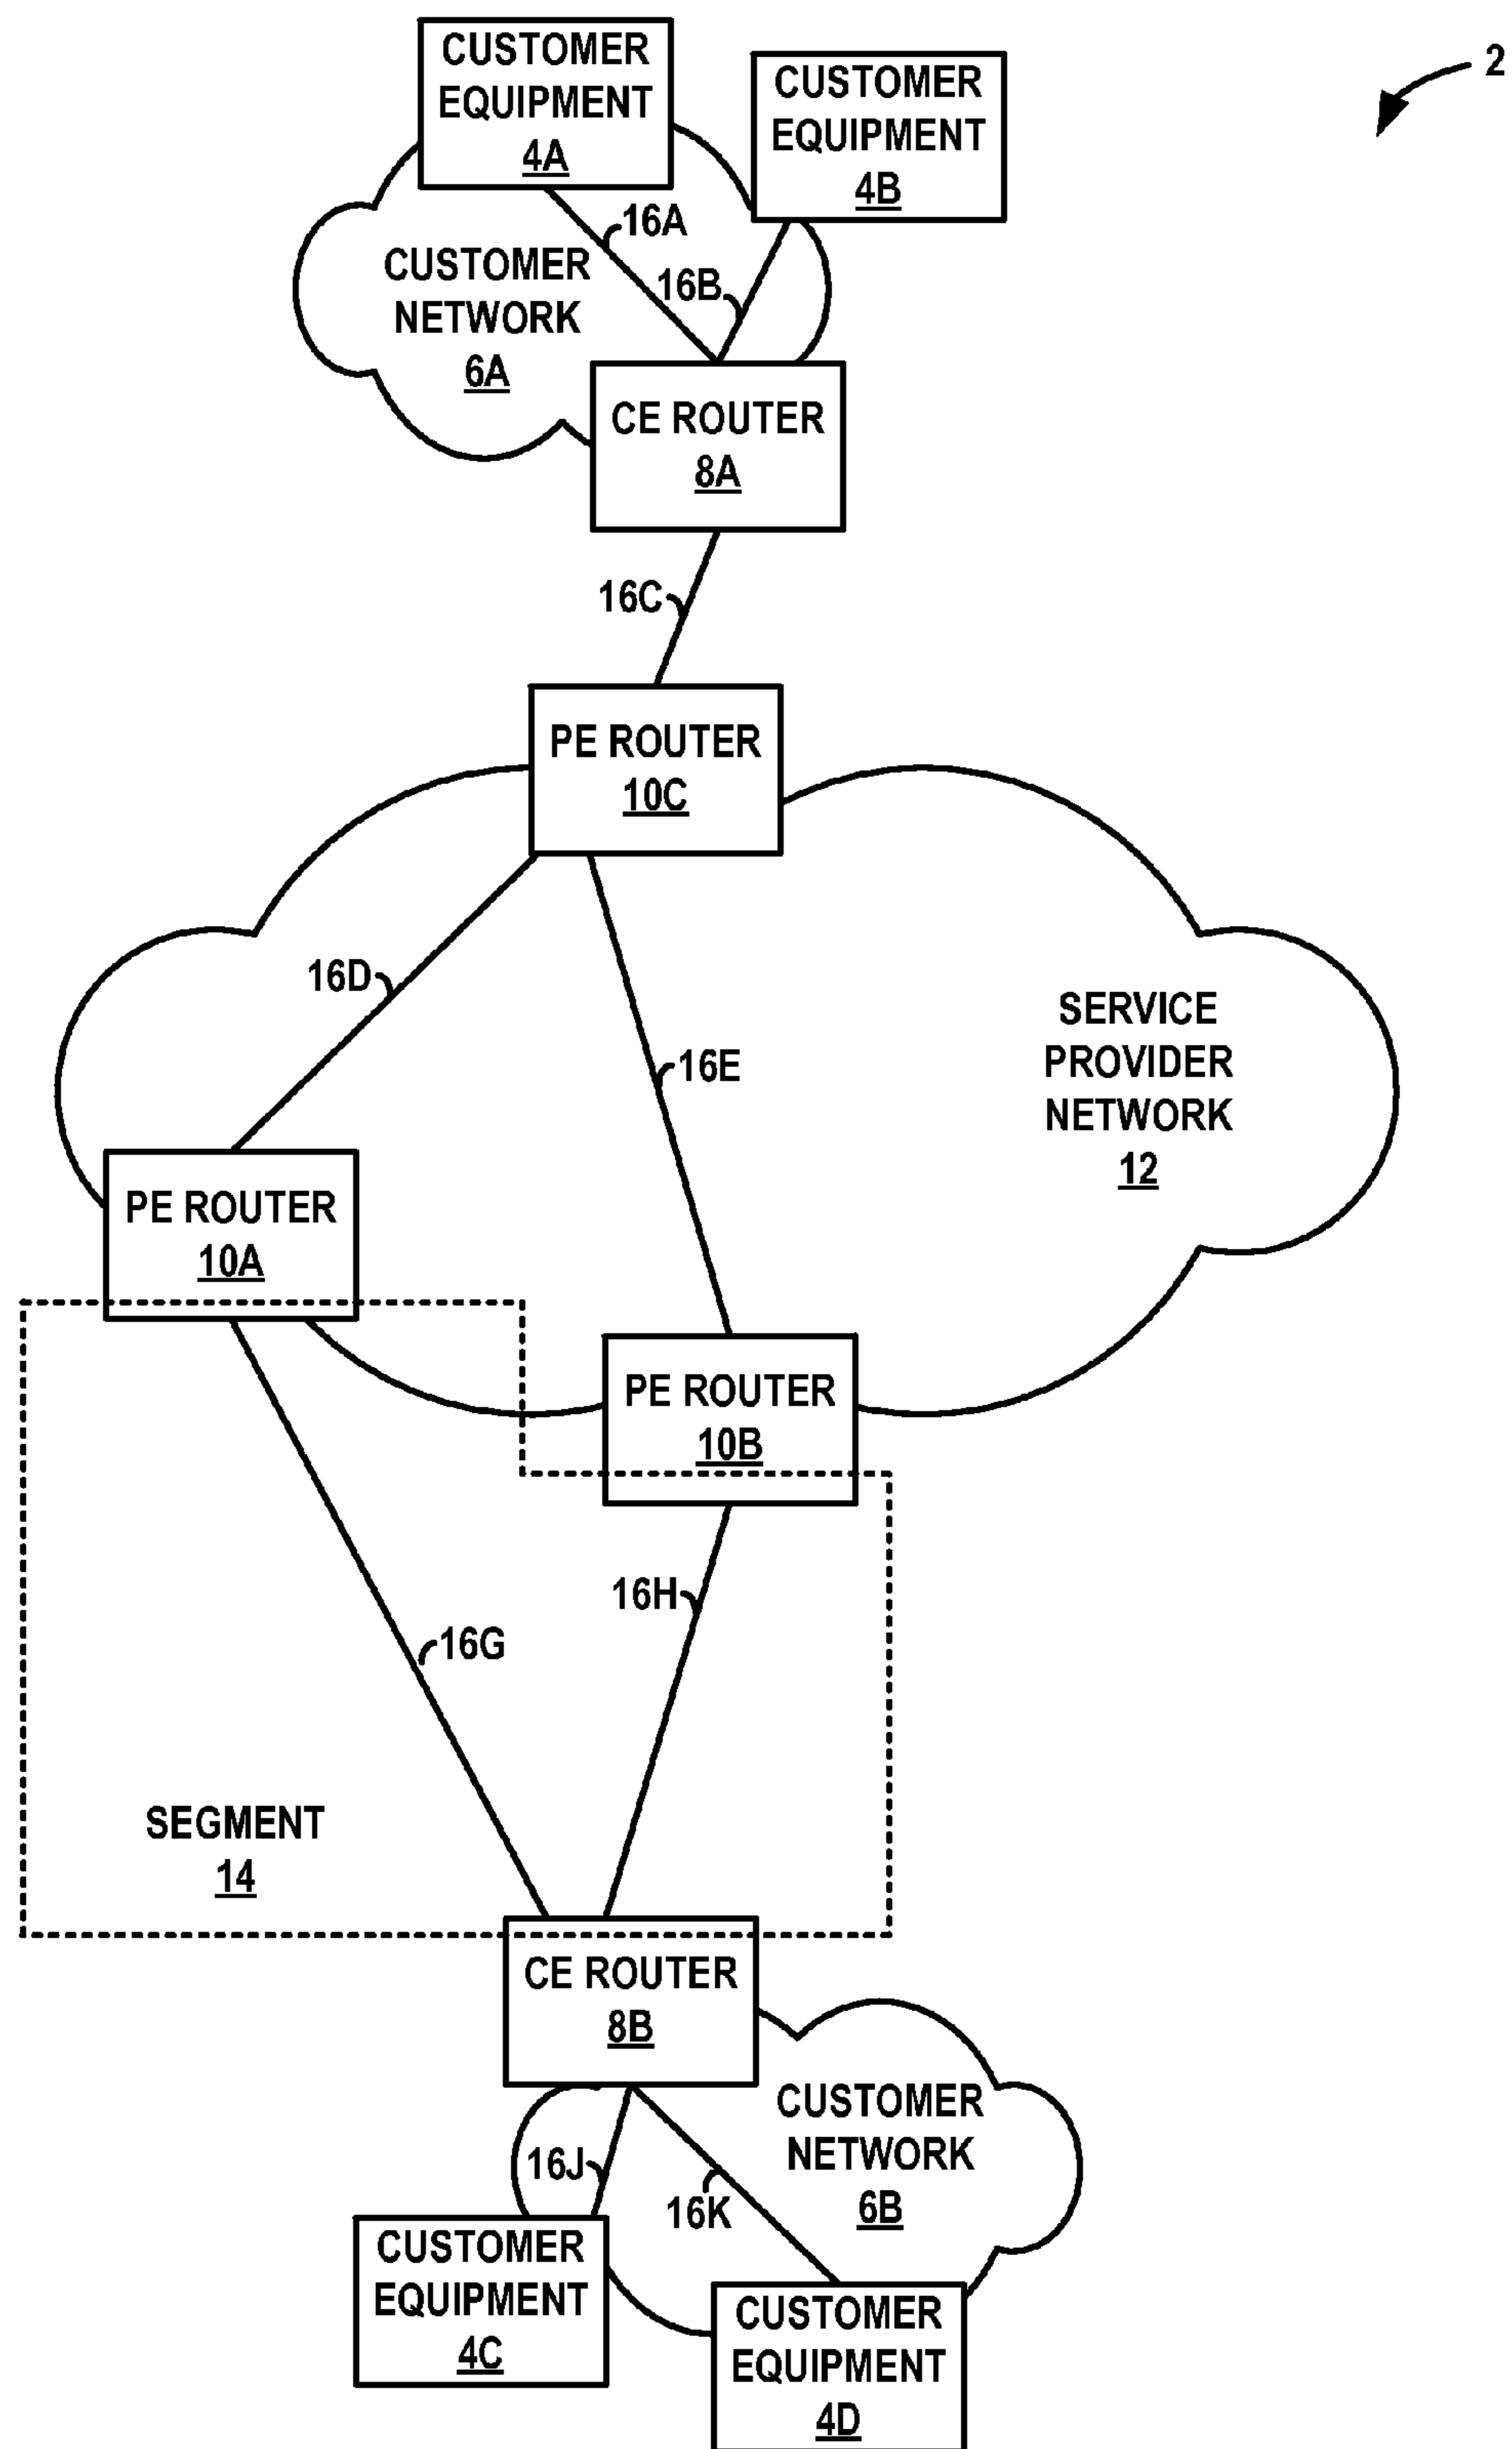 CUSTOMER
EQUIPMENT
4A
CUSTOMER
EQUIPMENT
4B
2
16A
16B
CUSTOMER
NETWORK
6A
CE ROUTER
8A
16C
PE ROUTER
10C
16D
16E
SERVICE
PROVIDER
NETWORK
12
PE ROUTER
10A
PE ROUTER
10B
16H
16G
SEGMENT
14
CE ROUTER
8B
CUSTOMER
NETWORK
6B
16J
16K
CUSTOMER
EQUIPMENT
4C
CUSTOMER
EQUIPMENT
4D